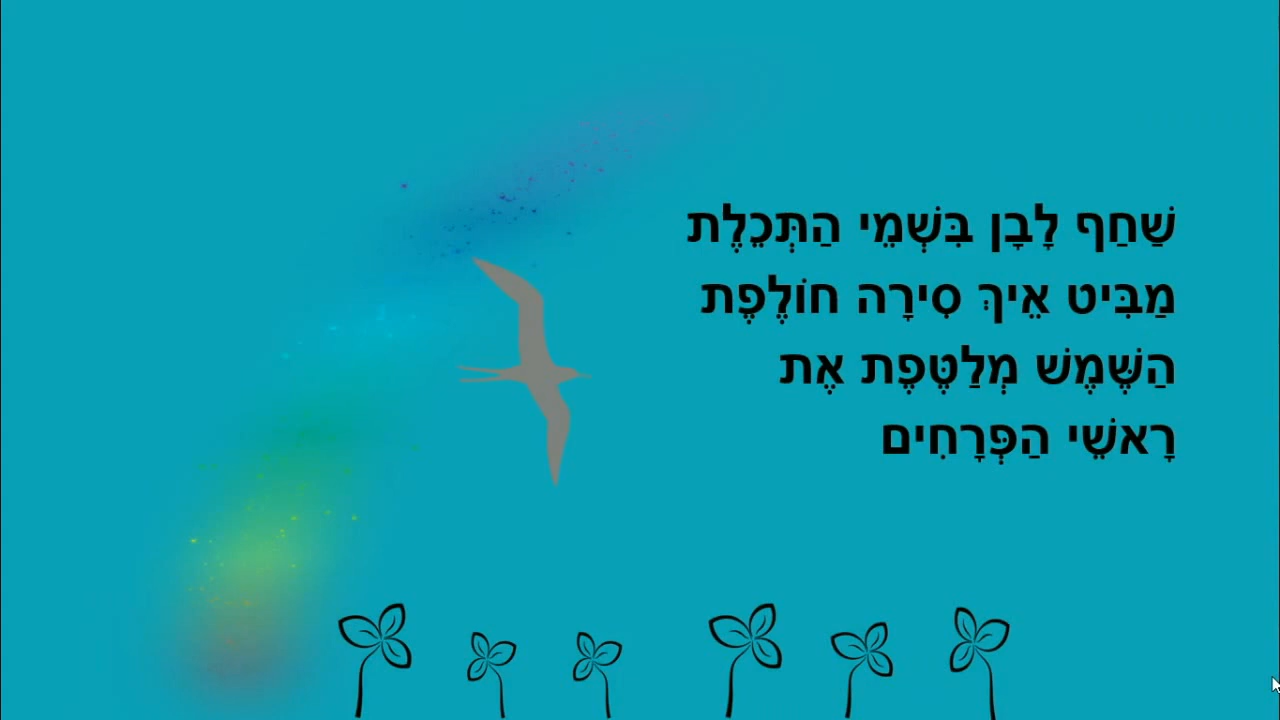 שַׁחַף לָבָן בִּשְׁמֵי הַתְּכֵלֶת
מַבִּיט אֵיךְ סִירָה חוֹלֶפֶת
הַשֶּׁמֶשׁ מְלַטֶּפֶת אֶת
רָאשֵׁי הַפְּרָחִים